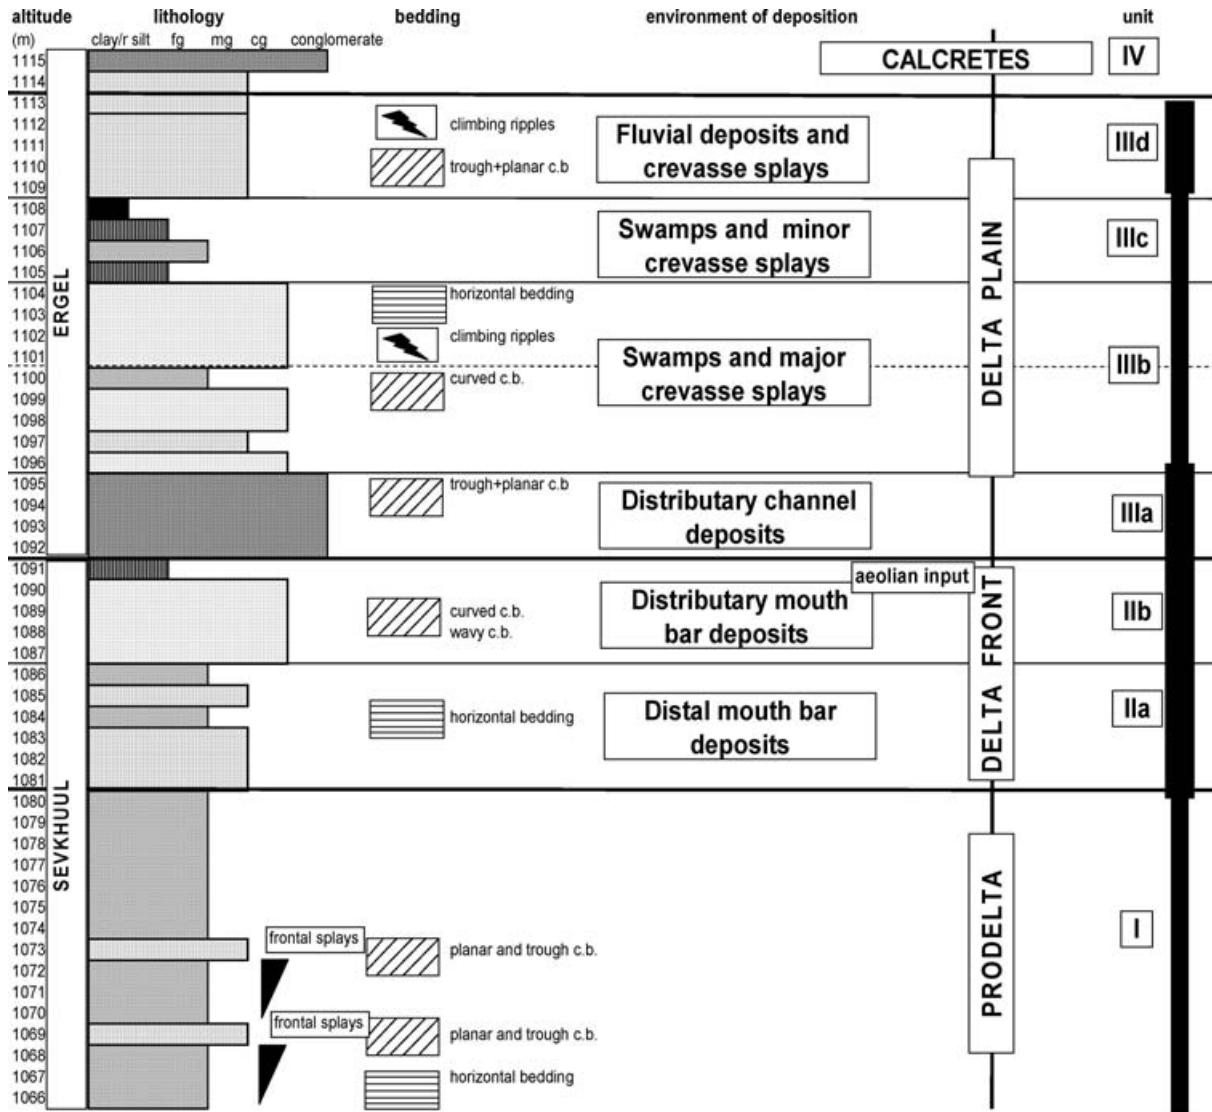 altitude lithology bedding environment of deposition unit
(m) clay/r silt fg mg cg conglomerate
1115 CALCRETES IV
1114
1113
1112 climbing ripples Fluvial deposits and IIId
1111
1110 trough+planar c.b crevasse splays
1109
1108
1107 Swamps and minor IIIc
1106 crevasse splays
1105
1104 horizontal bedding
1103
ERGEL
DELTA PLAIN
1102 climbing ripples
1101 Swamps and major IIIb
1100 curved c.b. crevasse splays
1099
1098
1097
1096
1095 trough+planar c.b
1094 Distributary channel IIIa
1093 deposits
1092
1091 aeolian input
1090 Distributary mouth
1089 curved c.b. IIb
1088 wavy c.b. bar deposits
1087
DELTA FRONT
1086
1085
1084 horizontal bedding Distal mouth bar IIa
1083 deposits
1082
1081
1080
1079
1078
1077
1076
SEVKHUUL
1075
1074 I
1073 frontal splays planar and trough c.b.
1072
1071
PRODELTA
1070
1069 frontal splays planar and trough c.b.
1068
1067 horizontal bedding
1066